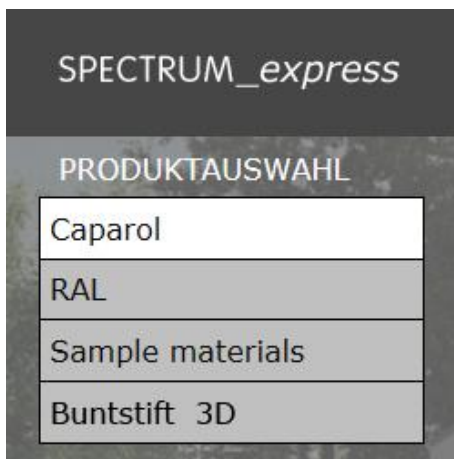 SPECTRUM_express
PRODUKTAUSWAHL
Caparol
RAL
Sample materials
Buntstift 3D